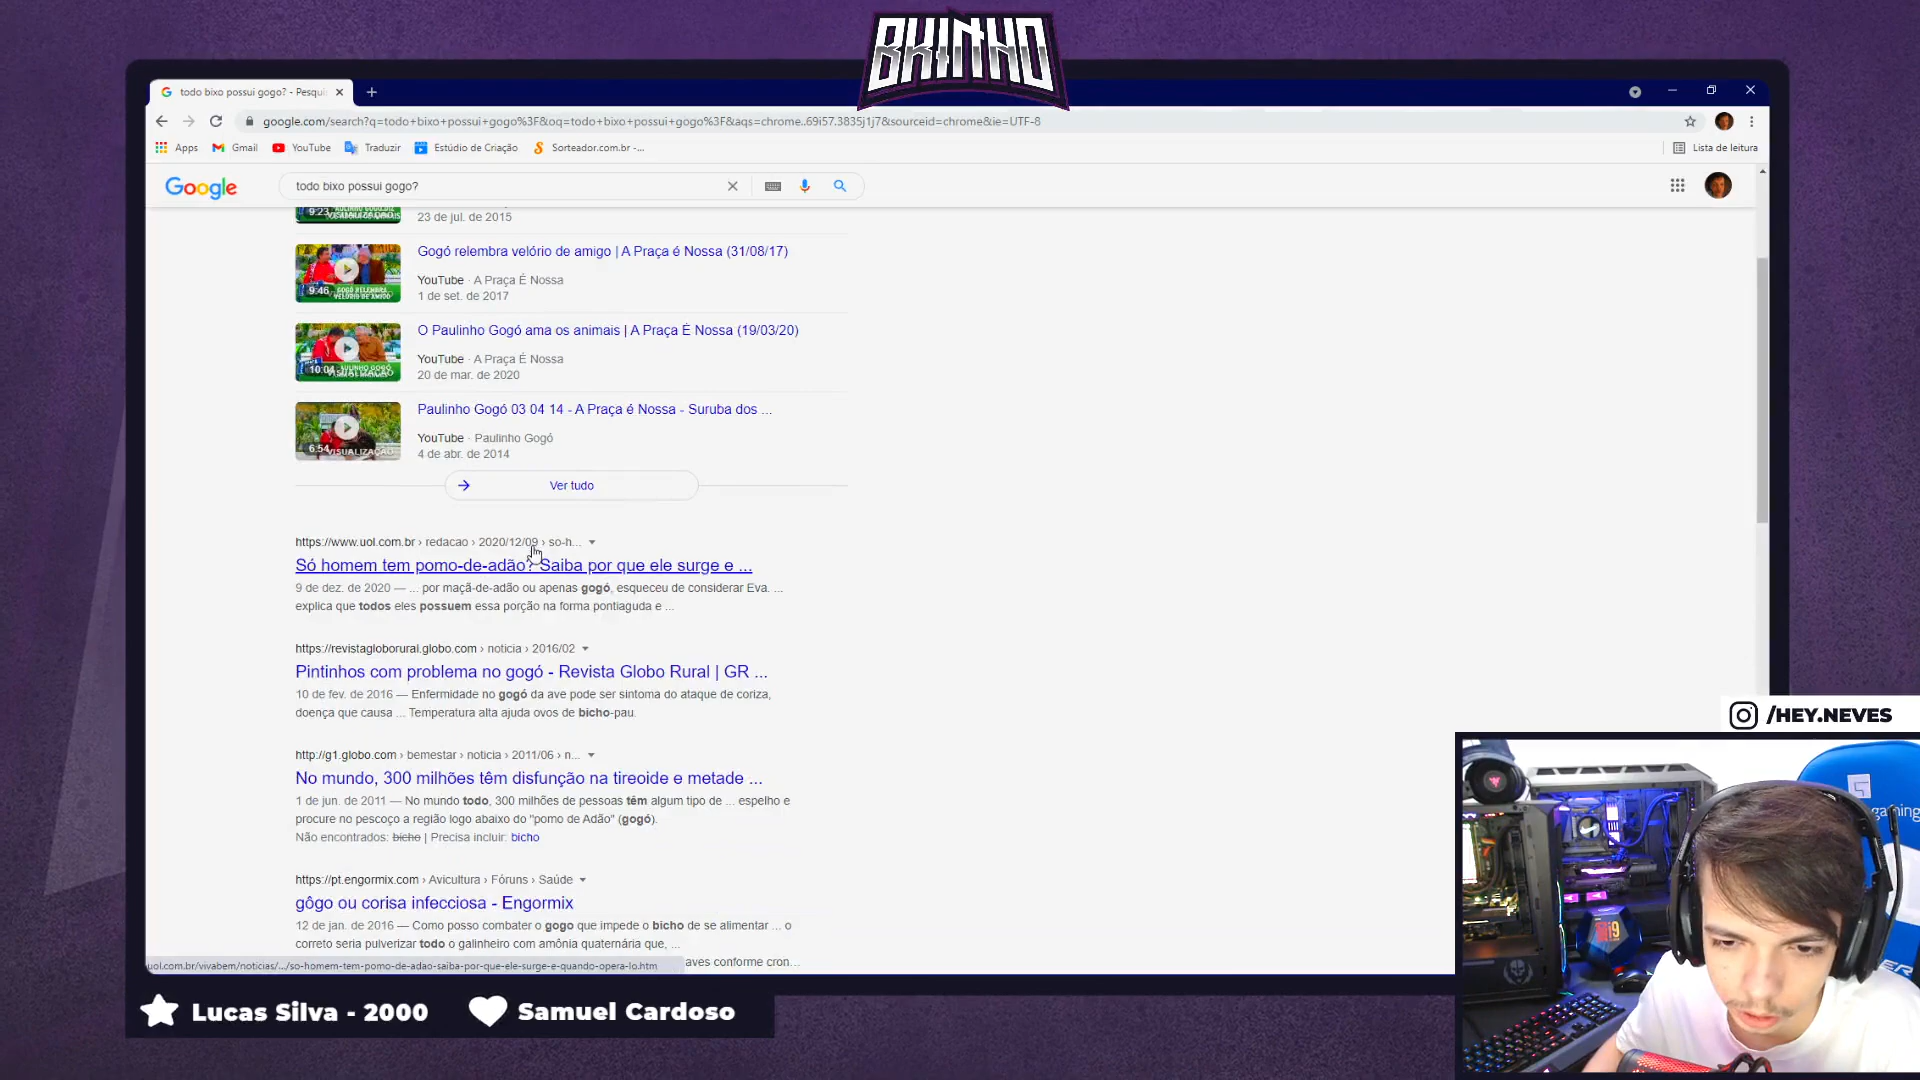 BKINHO
todo bixo possui gogo? - Pesqui
google.com/search?q=todo+bixo+possui+gogo%3F&oq=todo+bixo+possui+gogo%3F&aqs=chrome..69i57.3835j1j7&sourceid=chrome&ie=UTF-8
Apps Gmail YouTube Traduzir Estúdio de Criação Sorteador.com.br -... Lista de leitura
Google todo bixo possui gogo?
9:23
23 de jul. de 2015
Gogó relembra velório de amigo | A Praça é Nossa (31/08/17)
YouTube · A Praça É Nossa
1 de set. de 2017
9:46
O Paulinho Gogó ama os animais | A Praça É Nossa (19/03/20)
YouTube · A Praça É Nossa
20 de mar. de 2020
10:04
Paulinho Gogó 03 04 14 - A Praça é Nossa - Suruba dos ...
YouTube · Paulinho Gogó
4 de abr. de 2014
6:54
Ver tudo
https://www.uol.com.br › redacao › 2020/12/09 › so-h...
Só homem tem pomo-de-adão? Saiba por que ele surge e ...
9 de dez. de 2020 — ... por maçã-de-adão ou apenas gogó, esqueceu de considerar Eva. ...
explica que todos eles possuem essa porção na forma pontiaguda e ...
https://revistagloborural.globo.com › noticia › 2016/02
Pintinhos com problema no gogó - Revista Globo Rural | GR ...
10 de fev. de 2016 — Enfermidade no gogó da ave pode ser sintoma do ataque de coriza,
doença que causa ... Temperatura alta ajuda ovos de bicho-pau.
http://g1.globo.com › bemestar › noticia › 2011/06 › n...
No mundo, 300 milhões têm disfunção na tireoide e metade ...
1 de jun. de 2011 — No mundo todo, 300 milhões de pessoas têm algum tipo de ... espelho e
procure no pescoço a região logo abaixo do "pomo de Adão" (gogó).
Não encontrados: bicho | Precisa incluir: bicho
https://pt.engormix.com › Avicultura › Fóruns › Saúde
gôgo ou corisa infecciosa - Engormix
12 de jan. de 2016 — Como posso combater o gogo que impede o bicho de se alimentar ... o
correto seria pulverizar todo o galinheiro com amônia quaternária que, ...
aves conforme cron...
uol.com.br/vivabem/noticias/.../so-homem-tem-pomo-de-adao-saiba-por-que-ele-surge-e-quando-opera-lo.htm
/HEY.NEVES
i9
gaming
Lucas Silva - 2000 Samuel Cardoso